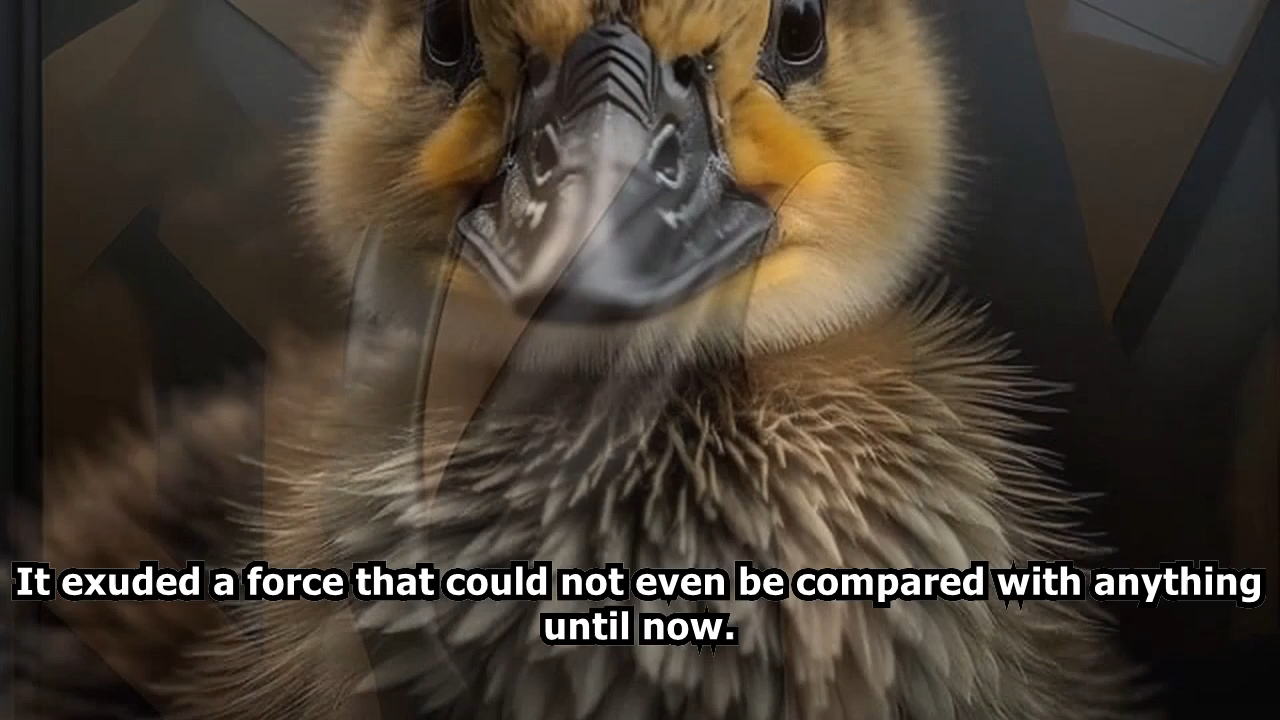 It exuded a force that could not even be compared with anything
until now.